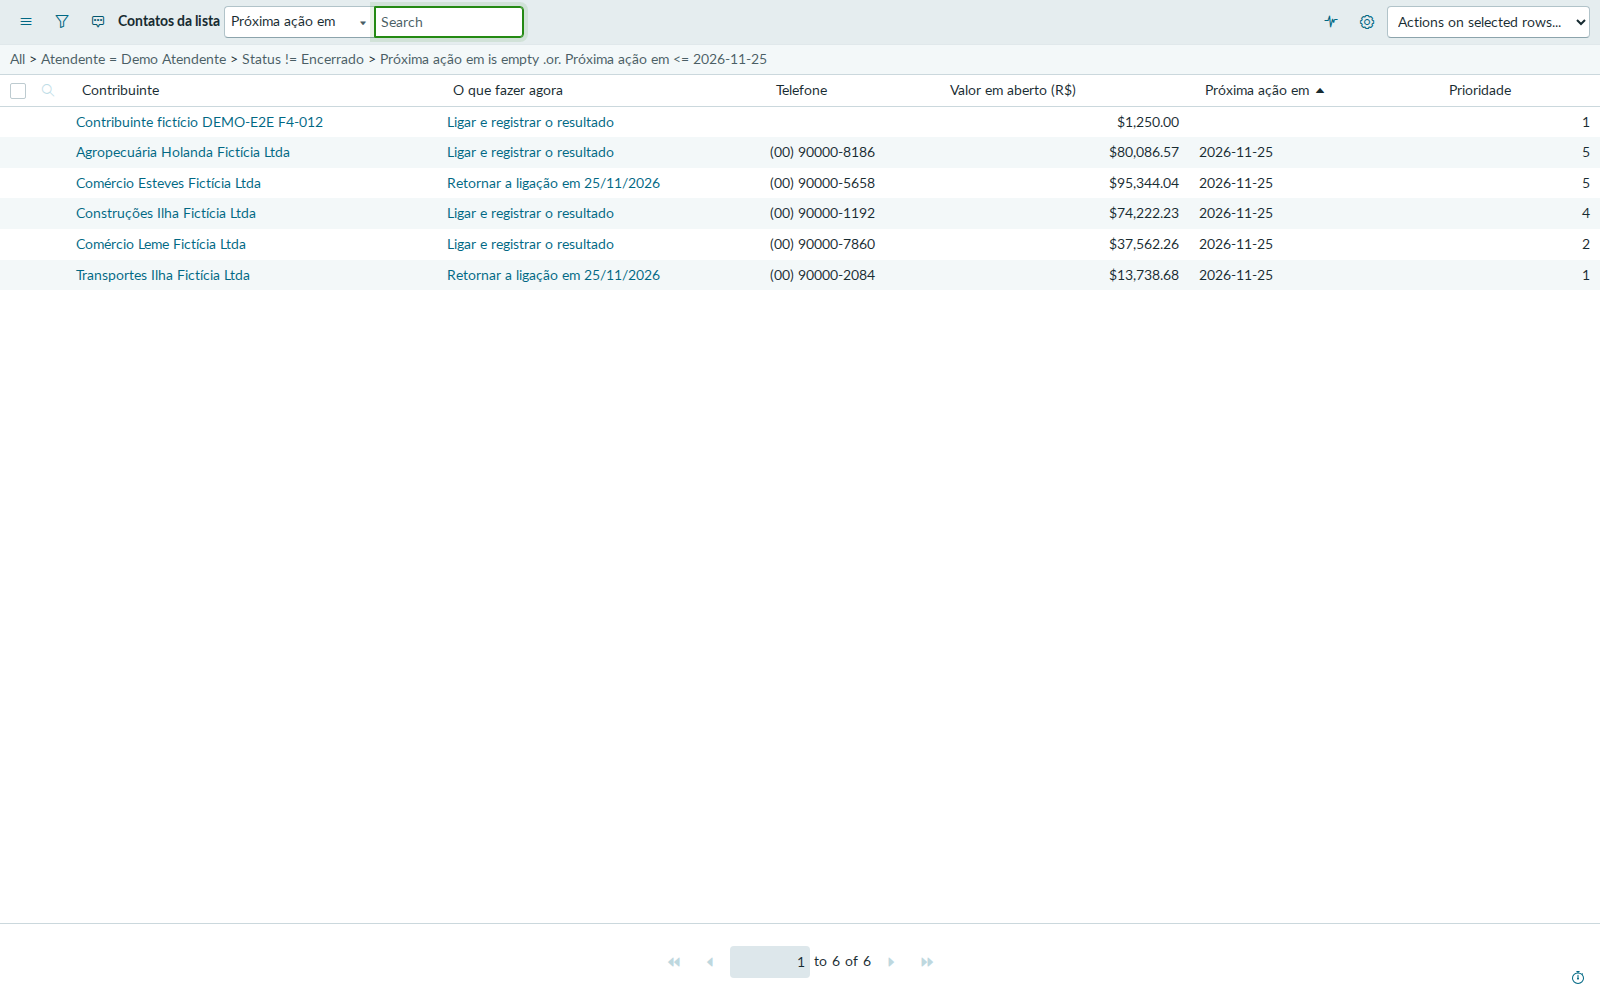 Contatos da lista Próxima ação em Search Actions on selected rows...
All > Atendente = Demo Atendente > Status != Encerrado > Próxima ação em is empty .or. Próxima ação em <= 2026-11-25
Contribuinte O que fazer agora Telefone Valor em aberto (R$) Próxima ação em Prioridade
Contribuinte fictício DEMO-E2E F4-012 Ligar e registrar o resultado $1,250.00 1
Agropecuária Holanda Fictícia Ltda Ligar e registrar o resultado (00) 90000-8186 $80,086.57 2026-11-25 5
Comércio Esteves Fictícia Ltda Retornar a ligação em 25/11/2026 (00) 90000-5658 $95,344.04 2026-11-25 5
Construções Ilha Fictícia Ltda Ligar e registrar o resultado (00) 90000-1192 $74,222.23 2026-11-25 4
Comércio Leme Fictícia Ltda Ligar e registrar o resultado (00) 90000-7860 $37,562.26 2026-11-25 2
Transportes Ilha Fictícia Ltda Retornar a ligação em 25/11/2026 (00) 90000-2084 $13,738.68 2026-11-25 1
1 to 6 of 6